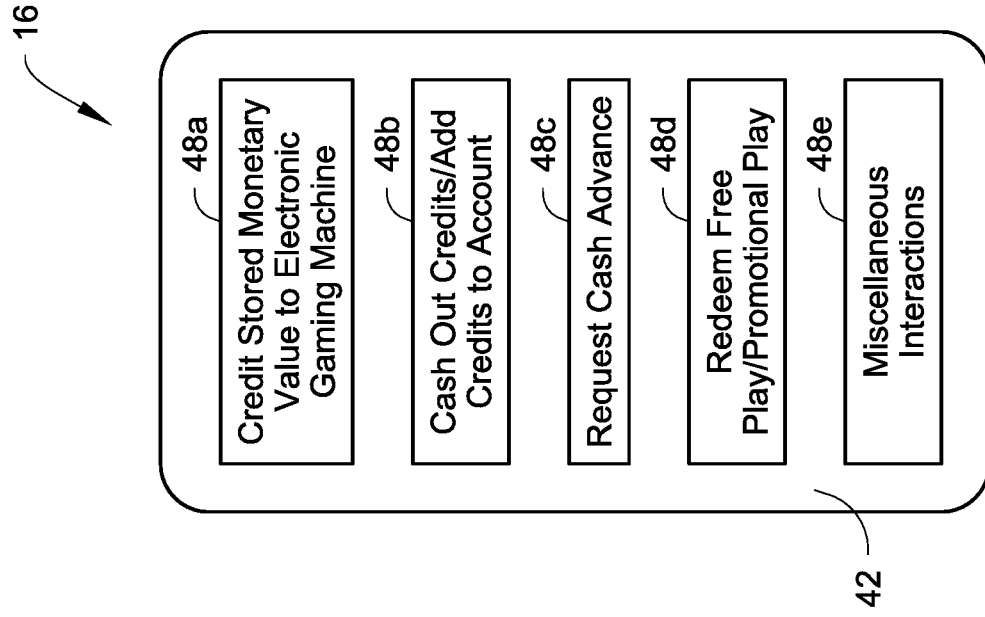 16
48a
Credit Stored Monetary
Value to Electronic
Gaming Machine
48b
Cash Out Credits/Add
Credits to Account
48c
Request Cash Advance
48d
Redeem Free
Play/Promotional Play
48e
Miscellaneous
Interactions
42